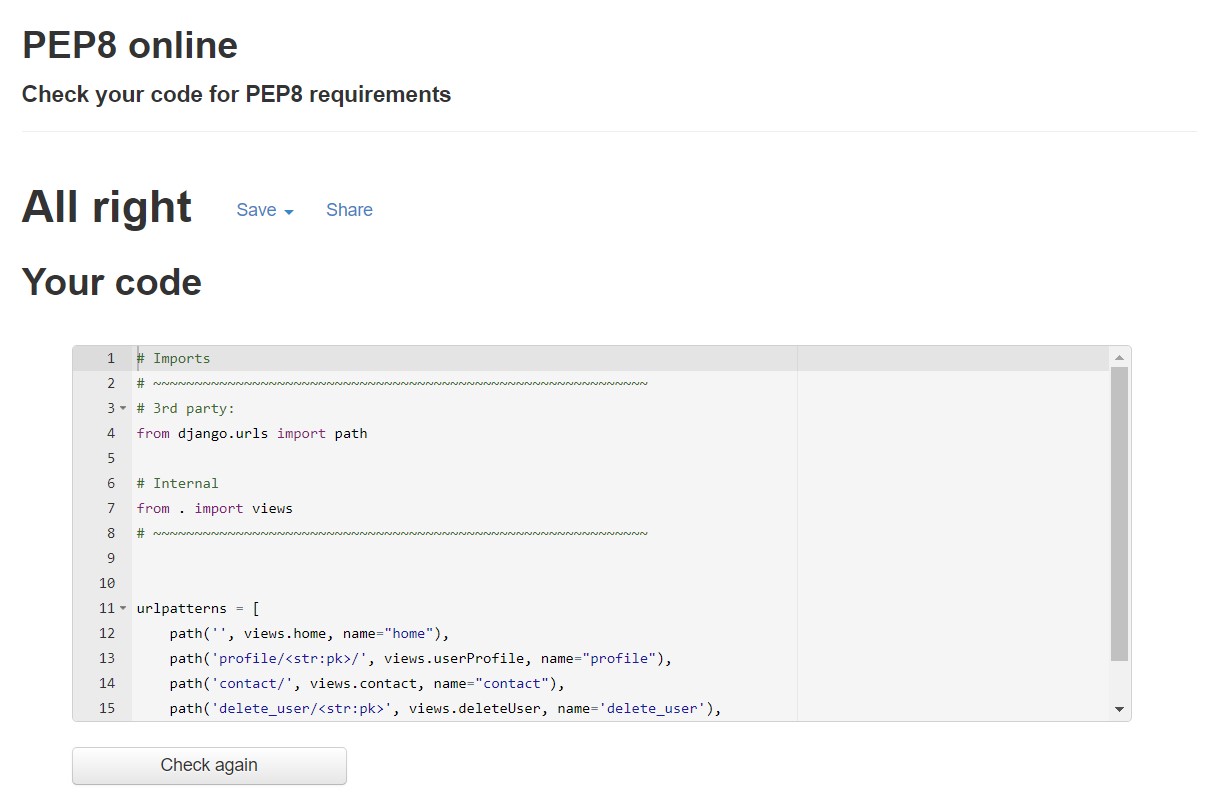 PEP8 online
Check your code for PEP8 requirements
All right Save Share
Your code
1 # Imports
2 # ~~~~~~~~~~~~~~~~~~~~~~~~~~~~~~~~~~~~~~~~~~~~~~~~~~~~~~~~~~~~
3 # 3rd party:
4 from django.urls import path
5
6 # Internal
7 from . import views
8 # ~~~~~~~~~~~~~~~~~~~~~~~~~~~~~~~~~~~~~~~~~~~~~~~~~~~~~~~~~~~~
9
10
11 urlpatterns = [
12     path('', views.home, name="home"),
13     path('profile/<str:pk>/', views.userProfile, name="profile"),
14     path('contact/', views.contact, name="contact"),
15     path('delete_user/<str:pk>', views.deleteUser, name='delete_user'),
Check again